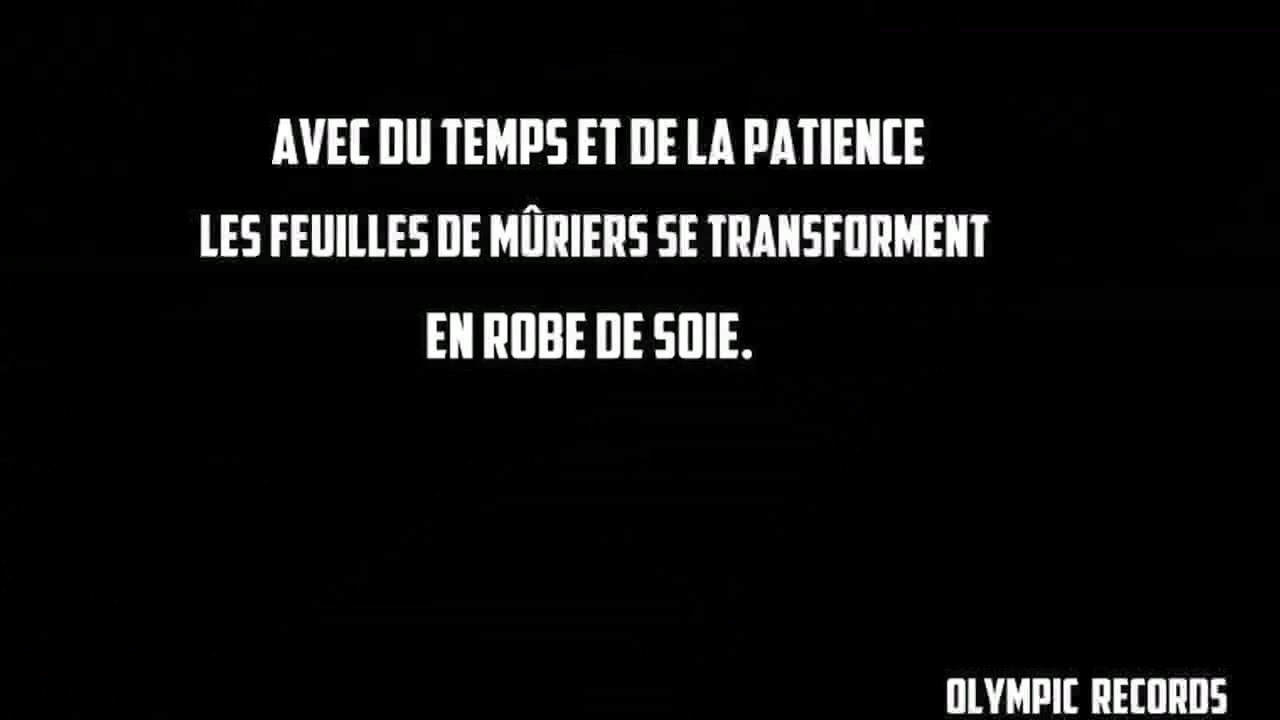 AVEC DU TEMPS ET DE LA PATIENCE
LES FEUILLES DE MÛRIERS SE TRANSFORMENT
EN ROBE DE SOIE.
OLYMPIC RECORDS